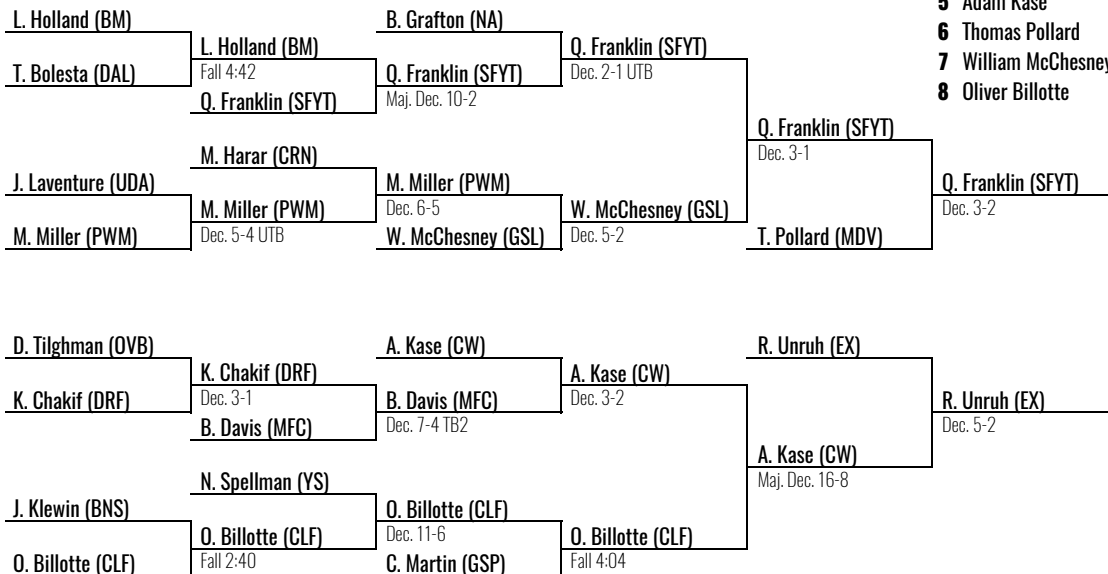 5 Adam Kase
6 Thomas Pollard
7 William McChesney
8 Oliver Billotte
L. Holland (BM)
T. Bolesta (DAL)
L. Holland (BM)
Fall 4:42
Q. Franklin (SFYT)
B. Grafton (NA)
Q. Franklin (SFYT)
Maj. Dec. 10-2
Q. Franklin (SFYT)
Dec. 2-1 UTB
J. Laventure (UDA)
M. Miller (PWM)
M. Harar (CRN)
M. Miller (PWM)
Dec. 5-4 UTB
M. Miller (PWM)
Dec. 6-5
W. McChesney (GSL)
W. McChesney (GSL)
Dec. 5-2
Q. Franklin (SFYT)
Dec. 3-1
T. Pollard (MDV)
Q. Franklin (SFYT)
Dec. 3-2
D. Tilghman (OVB)
K. Chakif (DRF)
K. Chakif (DRF)
Dec. 3-1
B. Davis (MFC)
A. Kase (CW)
B. Davis (MFC)
Dec. 7-4 TB2
A. Kase (CW)
Dec. 3-2
J. Klewin (BNS)
O. Billotte (CLF)
N. Spellman (YS)
O. Billotte (CLF)
Fall 2:40
O. Billotte (CLF)
Dec. 11-6
C. Martin (GSP)
O. Billotte (CLF)
Fall 4:04
R. Unruh (EX)
A. Kase (CW)
Maj. Dec. 16-8
R. Unruh (EX)
Dec. 5-2